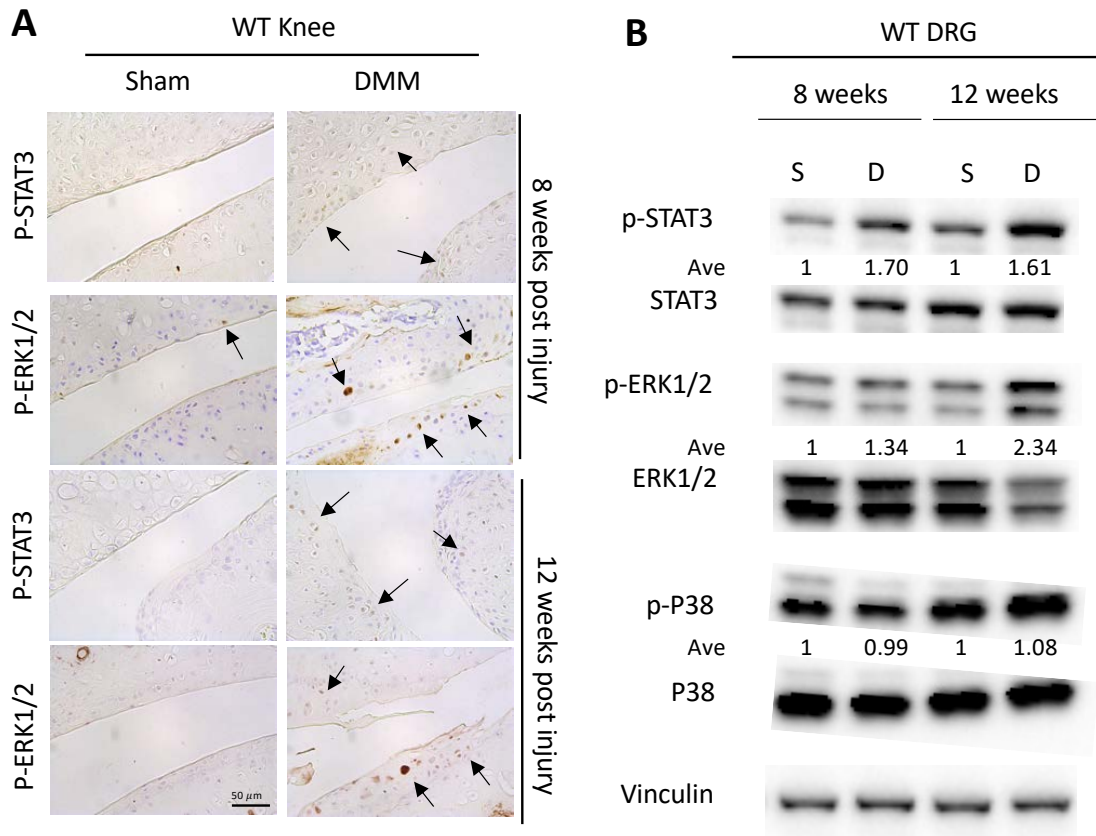 A
WT Knee
Sham DMM
P-STAT3
P-ERK1/2
8 weeks post injury
P-STAT3
P-ERK1/2
50 μm
12 weeks post injury
B
WT DRG
8 weeks 12 weeks
S D S D
p-STAT3
Ave 1 1.70 1 1.61
STAT3
p-ERK1/2
Ave 1 1.34 1 2.34
ERK1/2
p-P38
Ave 1 0.99 1 1.08
P38
Vinculin